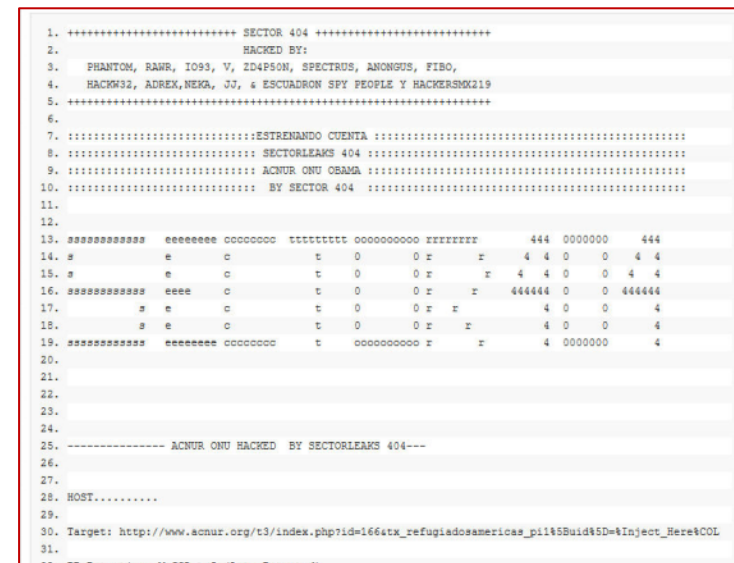 1. ++++++++++++++++++++++++++ SECTOR 404 +++++++++++++++++++++++++++
2. HACKED BY:
3. PHANTOM, RAWR, IO93, V, ZD4P5ON, SPECTRUS, ANONGUS, FIBO,
4. HACKW32, ADREX,NEKA, JJ, & ESCUADRON SPY PEOPLE Y HACKERSMX219
5. +++++++++++++++++++++++++++++++++++++++++++++++++++++++++++++++++
6.
7. :::::::::::::::::::::::::::::ESTRENANDO CUENTA ::::::::::::::::::::::::::::::::::::::::::::::::
8. ::::::::::::::::::::::::::::: SECTORLEAKS 404 :::::::::::::::::::::::::::::::::::::::::::::::::
9. ::::::::::::::::::::::::::::: ACNUR ONU OBAMA :::::::::::::::::::::::::::::::::::::::::::::::::
10. ::::::::::::::::::::::::::::: BY SECTOR 404 :::::::::::::::::::::::::::::::::::::::::::::::::
11.
12.
13. ssssssssssss eeeeeeee cccccccc ttttttttt oooooooooo rrrrrrrr 444 0000000 444
14. s e c t 0 0 r r 4 4 0 0 4 4
15. s e c t 0 0 r r 4 4 0 0 4 4
16. ssssssssssss eeee c t 0 0 r r 444444 0 0 444444
17. s e c t 0 0 r r 4 0 0 4
18. s e c t 0 0 r r 4 0 0 4
19. ssssssssssss eeeeeeee cccccccc t oooooooooo r r 4 0000000 4
20.
21.
22.
23.
24.
25. --------------- ACNUR ONU HACKED BY SECTORLEAKS 404---
26.
27.
28. HOST..........
29.
30. Target: http://www.acnur.org/t3/index.php?id=166&tx_refugiadosamericas_pi1%5Buid%5D=%Inject_Here%COL
31.